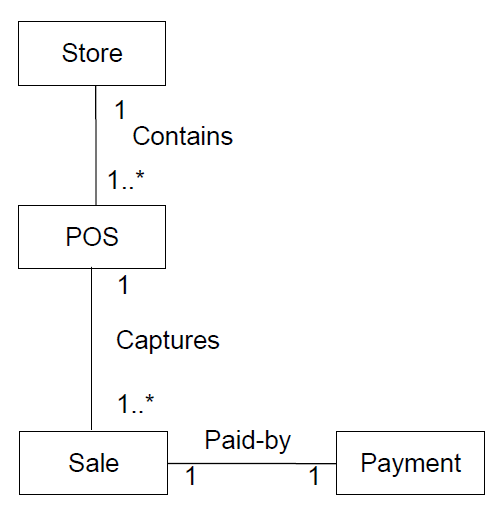 Store
1
Contains
1..*
POS
1
Captures
1..*
Paid-by
Sale
Payment
1
1